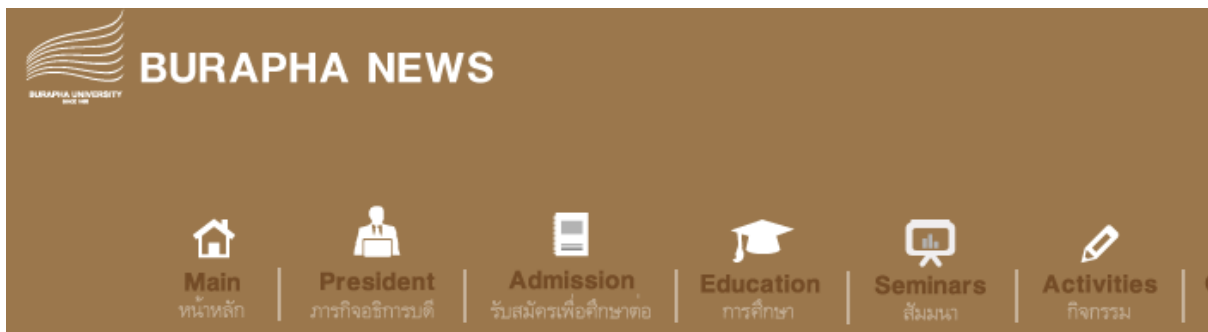 BURAPHA NEWS
BURAPHA UNIVERSITY
Main
หน้าหลัก
President
ภารกิจอธิการบดี
Admission
รับสมัครเพื่อศึกษาต่อ
Education
การศึกษา
Seminars
สัมมนา
Activities
กิจกรรม